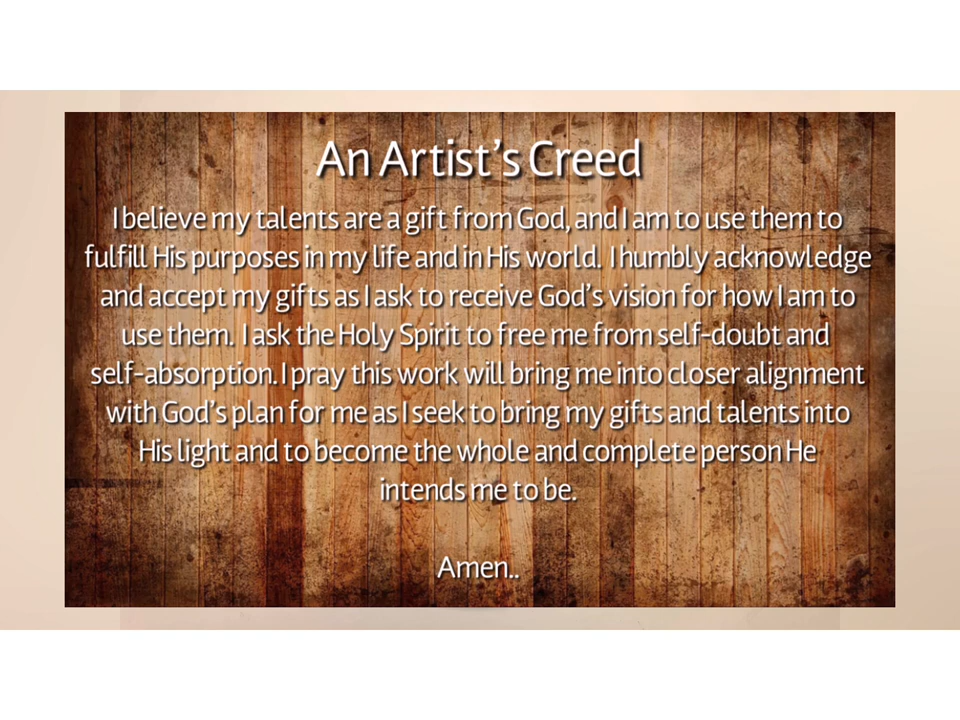 An Artist’s Creed
I believe my talents are a gift from God, and I am to use them to
fulfill His purposes in my life and in His world. I humbly acknowledge
and accept my gifts as I ask to receive God’s vision for how I am to
use them. I ask the Holy Spirit to free me from self-doubt and
self-absorption. I pray this work will bring me into closer alignment
with God’s plan for me as I seek to bring my gifts and talents into
His light and to become the whole and complete person He
intends me to be.
Amen..